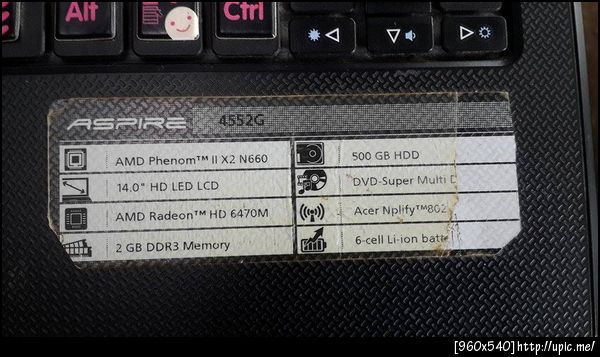 Alt
Ctrl
ASPIRE 4552G
AMD Phenom™ II X2 N660
14.0" HD LED LCD
AMD Radeon™ HD 6470M
2 GB DDR3 Memory
500 GB HDD
DVD-Super Multi D
Acer Nplify™802
6-cell Li-ion batte
[960x540]http://upic.me/